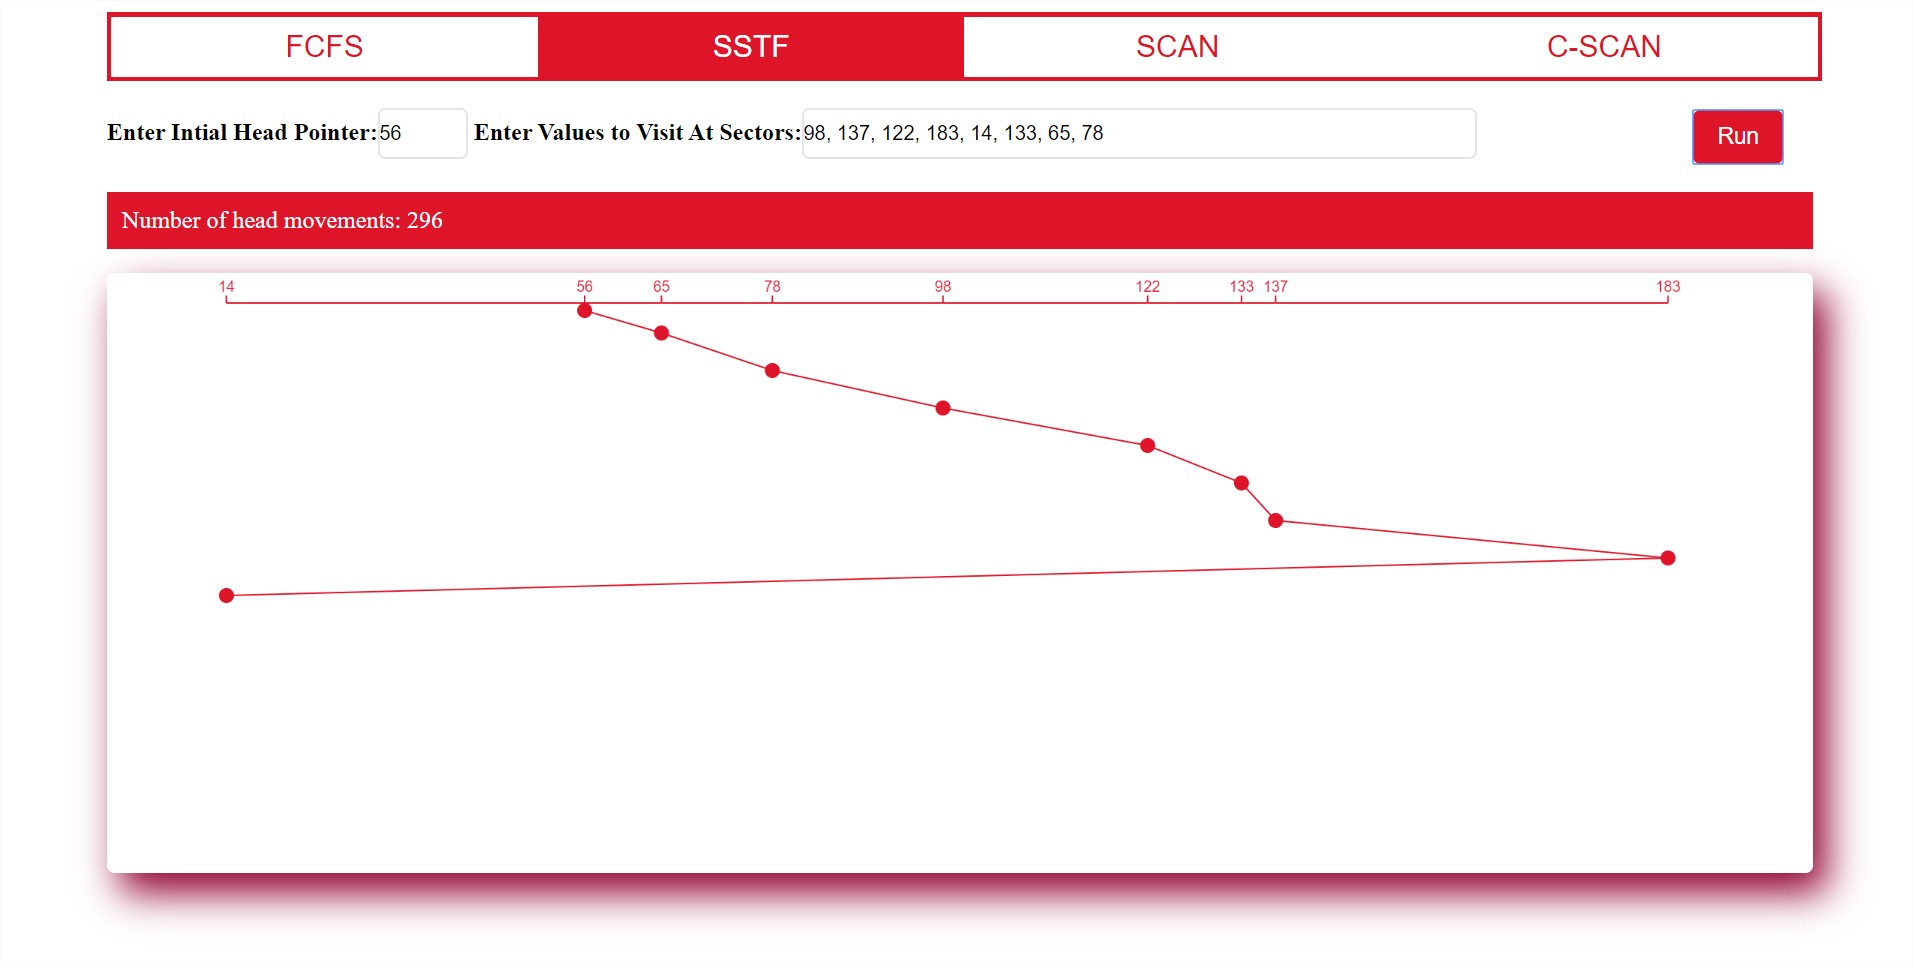 FCFS SSTF SCAN C-SCAN
Enter Intial Head Pointer: 56 Enter Values to Visit At Sectors: 98, 137, 122, 183, 14, 133, 65, 78 Run
Number of head movements: 296
14 56 65 78 98 122 133 137 183